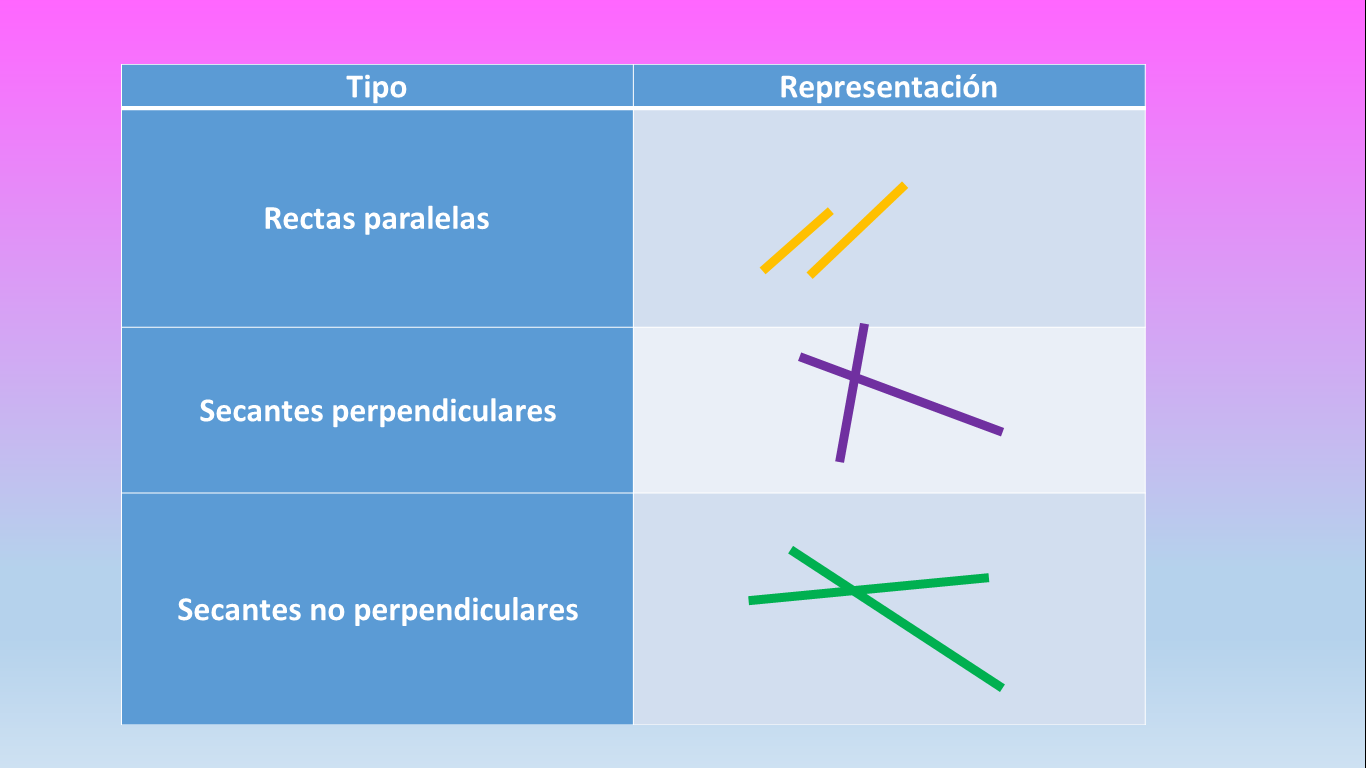 Tipo
Representación
Rectas paralelas
Secantes perpendiculares
Secantes no perpendiculares